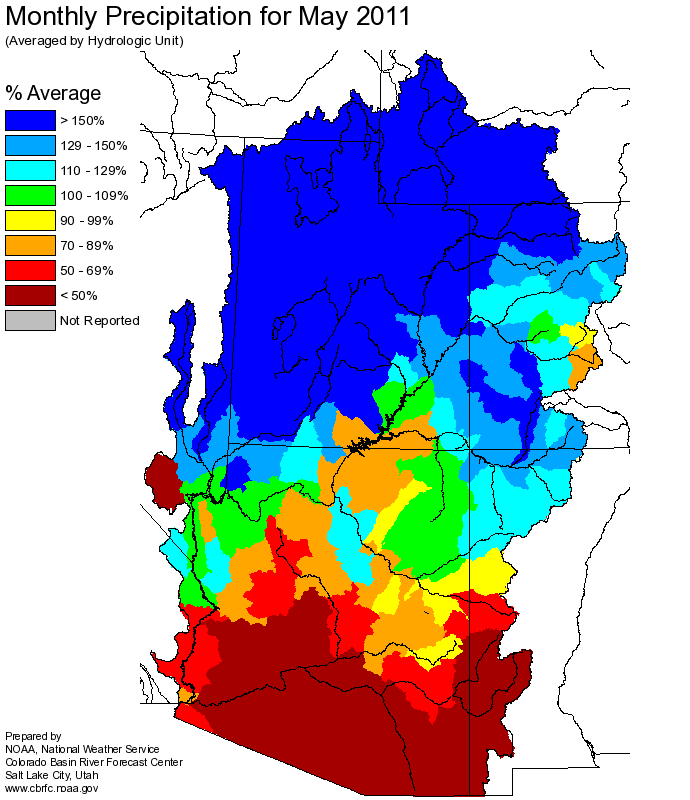 Monthly Precipitation for May 2011
(Averaged by Hydrologic Unit)
% Average
> 150%
129 - 150%
110 - 129%
100 - 109%
90 - 99%
70 - 89%
50 - 69%
< 50%
Not Reported
Prepared by
NOAA, National Weather Service
Colorado Basin River Forecast Center
Salt Lake City, Utah
www.cbrfc.noaa.gov